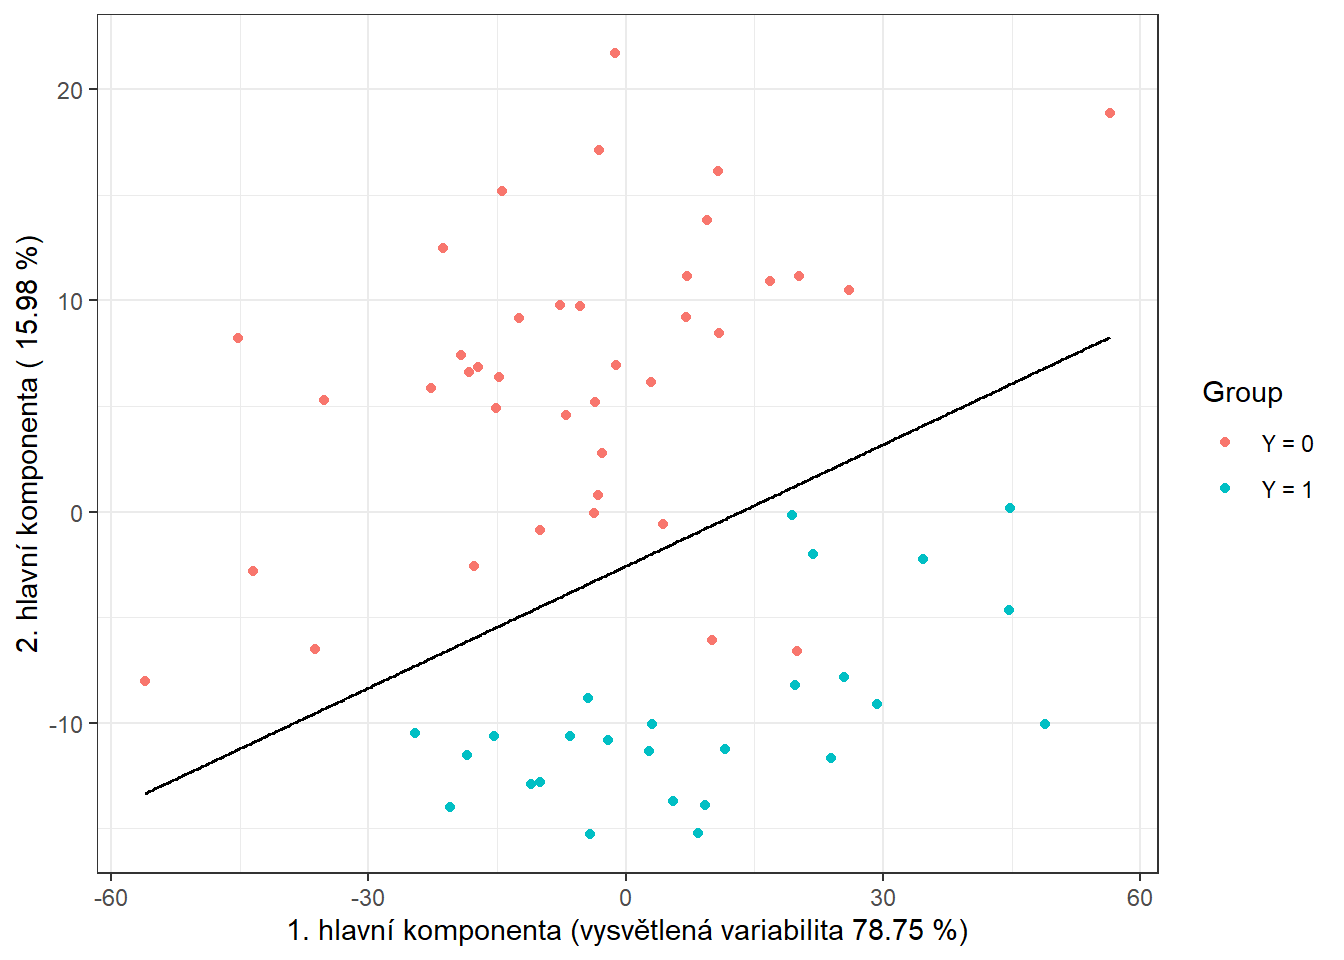 20
10
0
-10
-60
-30
0
30
60
1. hlavní komponenta (vysvětlená variabilita 78.75 %)
2. hlavní komponenta ( 15.98 %)
Group
Y = 0
Y = 1